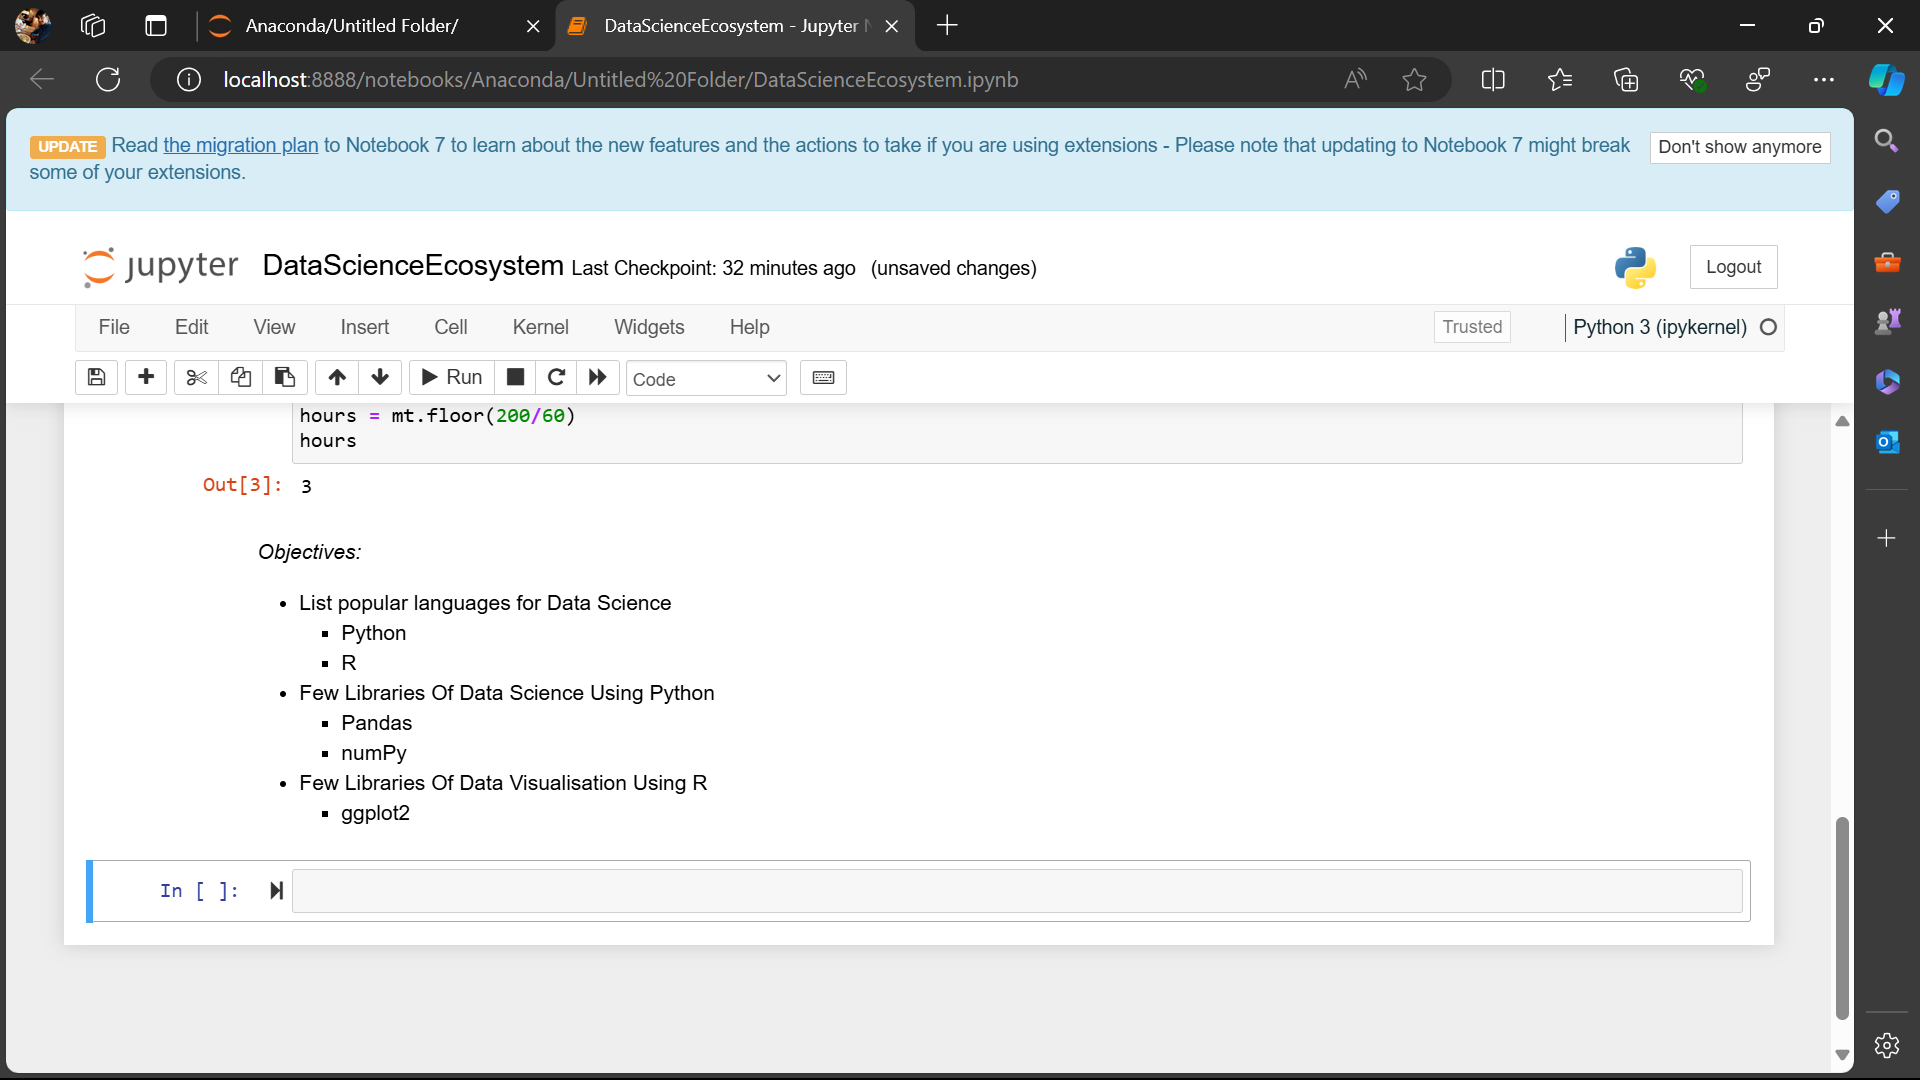 Anaconda/Untitled Folder/
DataScienceEcosystem - Jupyter
localhost:8888/notebooks/Anaconda/Untitled%20Folder/DataScienceEcosystem.ipynb
UPDATE Read the migration plan to Notebook 7 to learn about the new features and the actions to take if you are using extensions - Please note that updating to Notebook 7 might break
some of your extensions.
Don't show anymore
jupyter DataScienceEcosystem Last Checkpoint: 32 minutes ago (unsaved changes)
Logout
File Edit View Insert Cell Kernel Widgets Help
Trusted
Python 3 (ipykernel)
Run
Code
hours = mt.floor(200/60)
hours
Out[3]: 3
Objectives:
• List popular languages for Data Science
▪ Python
▪ R
• Few Libraries Of Data Science Using Python
▪ Pandas
▪ numPy
• Few Libraries Of Data Visualisation Using R
▪ ggplot2
In [ ]: